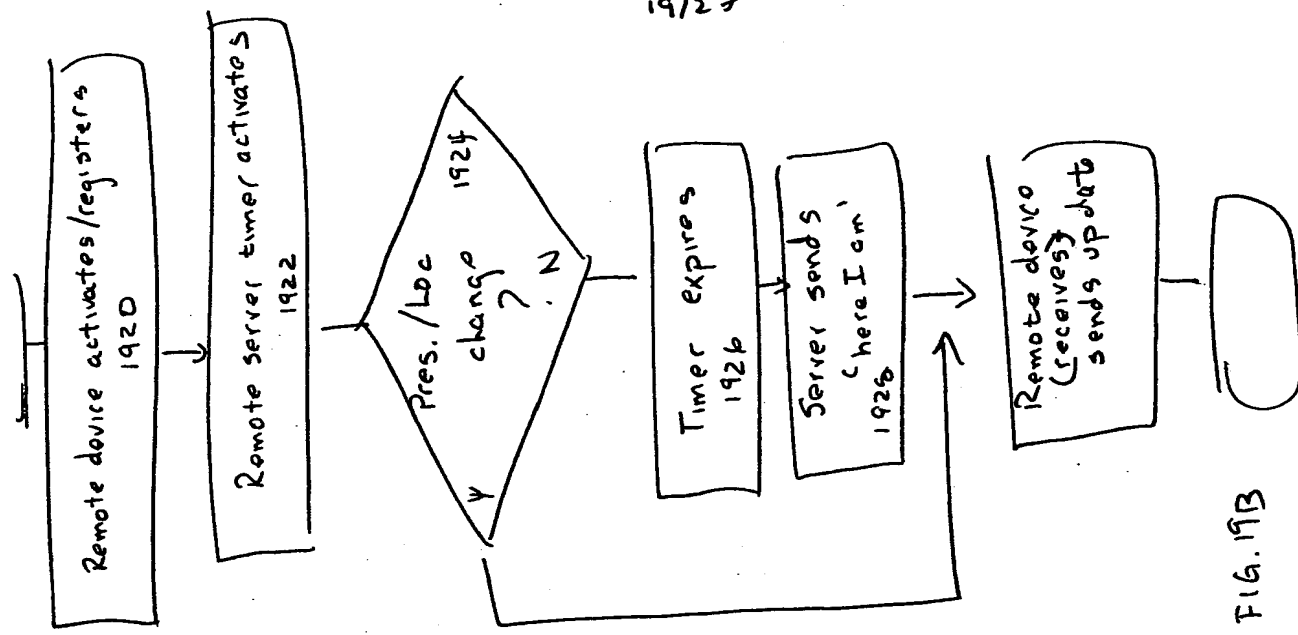 19/27
Remote device activates/registers
1920
Remote server timer activates
1922
Pres./Loc
change
?
1924
Y
N
Timer expires
1926
Server sends
'here I am'
1928
Remote device
(receives)
sends update
FIG. 19B